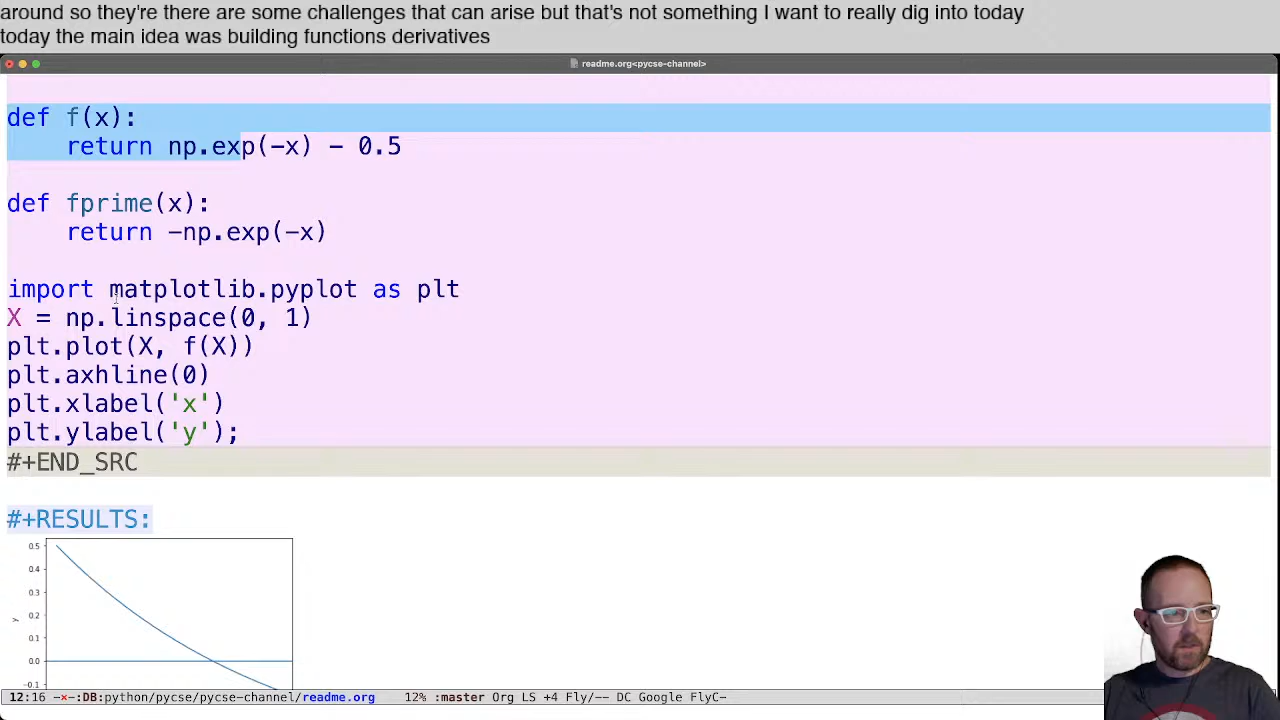 around so they're there are some challenges that can arise but that's not something I want to really dig into today
today the main idea was building functions derivatives
readme.org<pycse-channel>
def f(x):
    return np.exp(-x) - 0.5
def fprime(x):
    return -np.exp(-x)
import matplotlib.pyplot as plt
X = np.linspace(0, 1)
plt.plot(X, f(X))
plt.axhline(0)
plt.xlabel('x')
plt.ylabel('y');
#+END_SRC
#+RESULTS:
0.5
0.4
0.3
0.2
0.1
0.0
-0.1
y
12:16 -×-:DB:python/pycse/pycse-channel/readme.org 12% :master Org LS +4 Fly/-- DC Google FlyC-